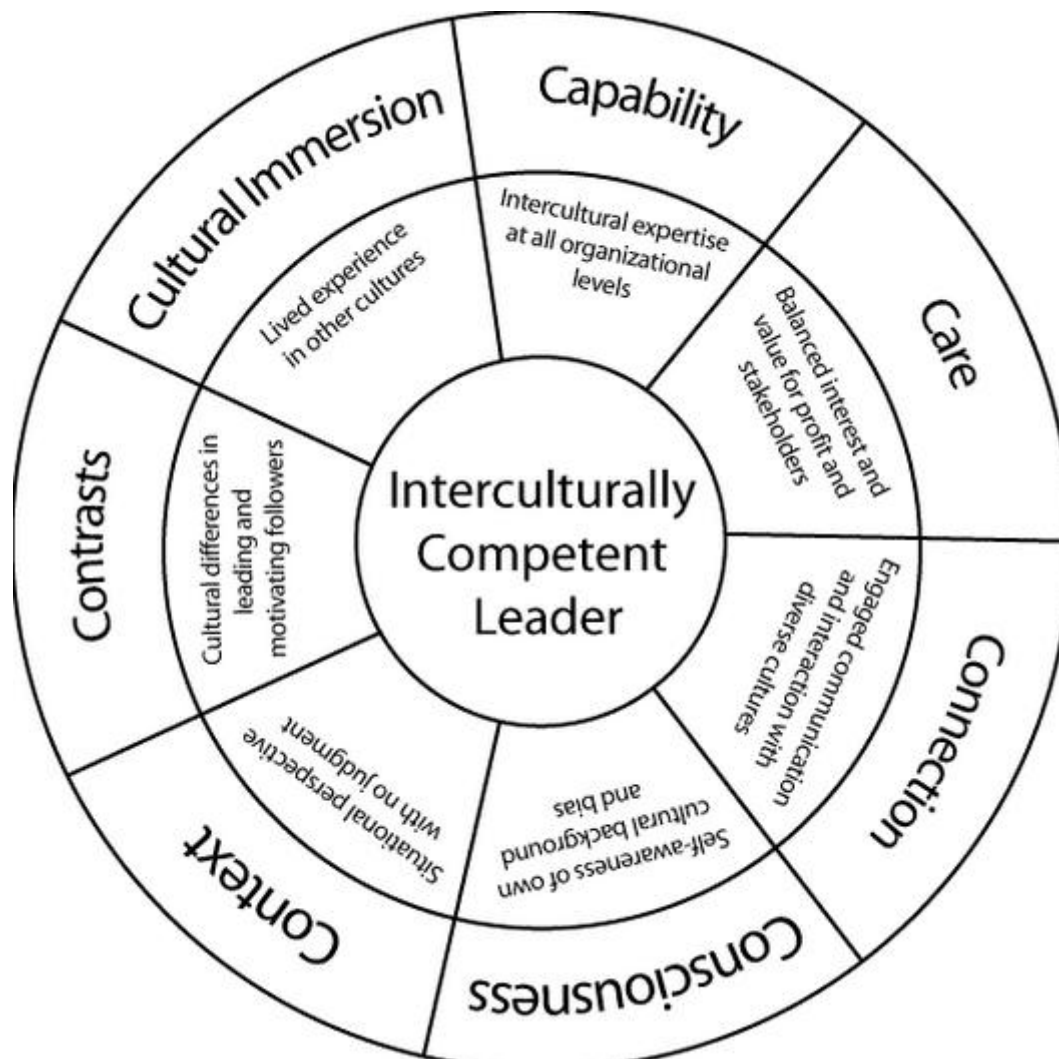 Interculturally
Competent
Leader
Capability
Intercultural expertise
at all organizational
levels
Care
Balanced interest and
value for profit and
stakeholders
Connection
Engaged communication
and interaction with
diverse cultures
Consciousness
Self-awareness of own
cultural background
and bias
Context
Situational perspective
with no judgment
Contrasts
Cultural differences in
leading and
motivating followers
Cultural Immersion
Lived experience
in other cultures